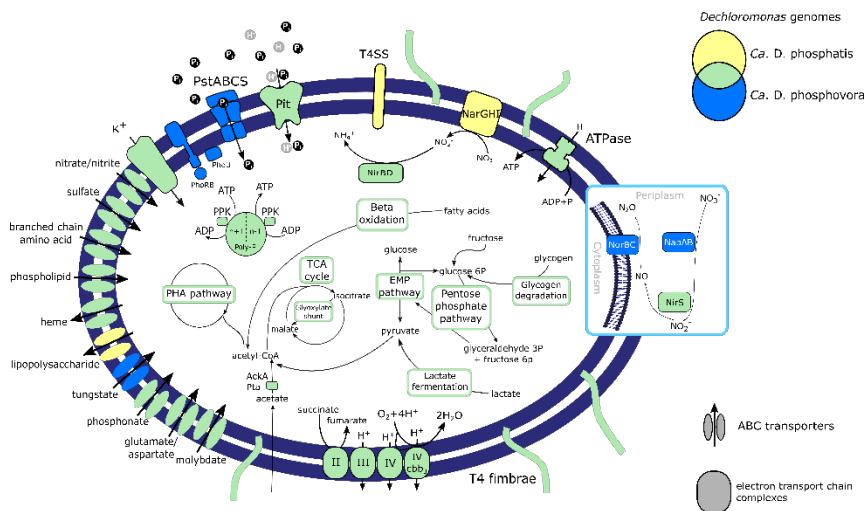 Dechloromonas genomes
Ca. D. phosphatis
Ca. D. phosphovora
H⁺
Pᵢ
PstABCS
Pit
T4SS
NarGHI
ATPase
H
K⁺
PhoU
PhoRB
NH₄⁺
NO₂⁻
NO₃
NirBD
ATP
ADP+P
nitrate/nitrite
sulfate
branched chain
amino acid
phospholipid
heme
lipopolysaccharide
tungstate
phosphonate
glutamate/
aspartate
molybdate
ATP
ATP
PPK
PPK
ADP
ADP
n+1
n-1
Poly-P
Beta
oxidation
fatty acids
PHA pathway
TCA
cycle
isocitrate
Glyoxylate
shunt
malate
acetyl-CoA
AckA
Pta
acetate
glucose
fructose
glucose 6P
glycogen
EMP
pathway
Glycogen
degradation
Pentose
phosphate
pathway
pyruvate
glyceraldehyde 3P
+ fructose 6p
Lactate
fermentation
lactate
succinate
fumarate
O₂+4H⁺
2H₂O
H⁺
H⁺
H⁺
II
III
IV
IV
cbb₃
T4 fimbrae
Periplasm
Cytoplasm
N₂O
NO₃⁻
NorBC
NapAB
NO
NirS
NO₂⁻
ABC transporters
electron transport chain
complexes